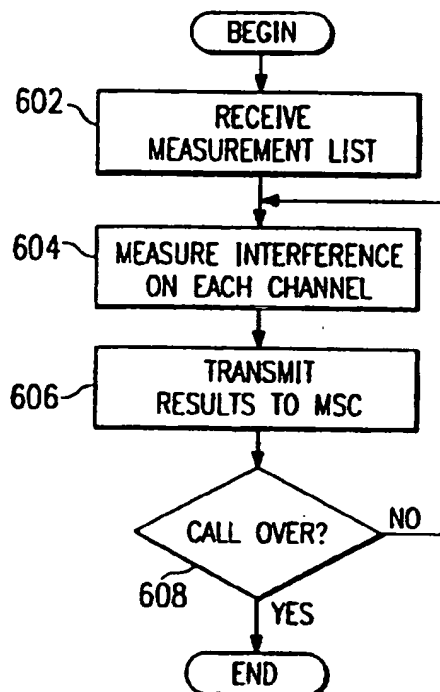 BEGIN
602
RECEIVE
MEASUREMENT LIST
604
MEASURE INTERFERENCE
ON EACH CHANNEL
606
TRANSMIT
RESULTS TO MSC
CALL OVER?
NO
608
YES
END